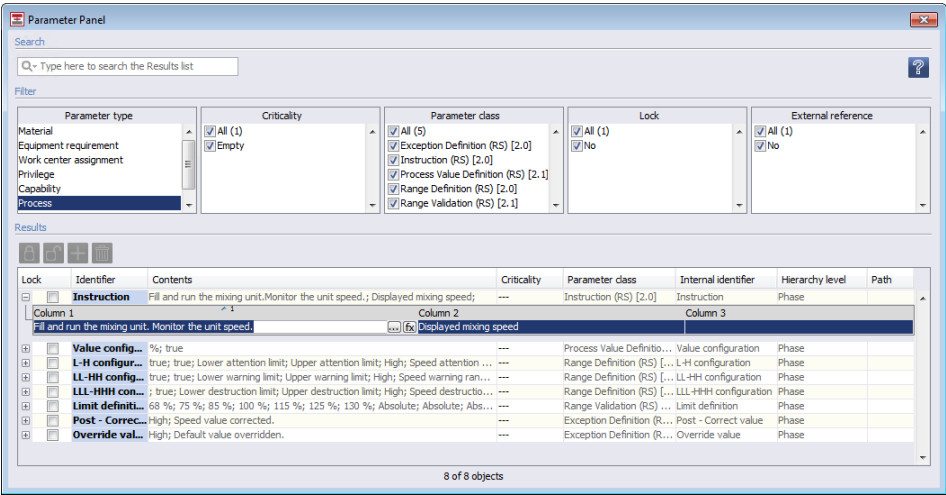 Parameter Panel
Search
Type here to search the Results list
?
Filter
Parameter type
Material
Equipment requirement
Work center assignment
Privilege
Capability
Process
Criticality
All (1)
Empty
Parameter class
All (5)
Exception Definition (RS) [2.0]
Instruction (RS) [2.0]
Process Value Definition (RS) [2.1]
Range Definition (RS) [2.0]
Range Validation (RS) [2.1]
Lock
All (1)
No
External reference
All (1)
No
Results
Lock Identifier Contents Criticality Parameter class Internal identifier Hierarchy level Path
Instruction Fill and run the mixing unit.Monitor the unit speed.; Displayed mixing speed; --- Instruction (RS) [2.0] Instruction Phase
Column 1 1 Column 2 Column 3
Fill and run the mixing unit. Monitor the unit speed. ... fx Displayed mixing speed
Value config... %; true --- Process Value Definitio... Value configuration Phase
L-H configur... true; true; Lower attention limit; Upper attention limit; High; Speed attention ... --- Range Definition (RS) [... L-H configuration Phase
LL-HH config... true; true; Lower warning limit; Upper warning limit; High; Speed warning ran... --- Range Definition (RS) [... LL-HH configuration Phase
LLL-HHH con... ; true; Lower destruction limit; Upper destruction limit; High; Speed destructio... --- Range Definition (RS) [... LLL-HHH configuration Phase
Limit definiti... 68 %; 75 %; 85 %; 100 %; 115 %; 125 %; 130 %; Absolute; Absolute; Abs... --- Range Validation (RS) ... Limit definition Phase
Post - Correc... High; Speed value corrected. --- Exception Definition (R... Post - Correct value Phase
Override val... High; Default value overridden. --- Exception Definition (R... Override value Phase
8 of 8 objects